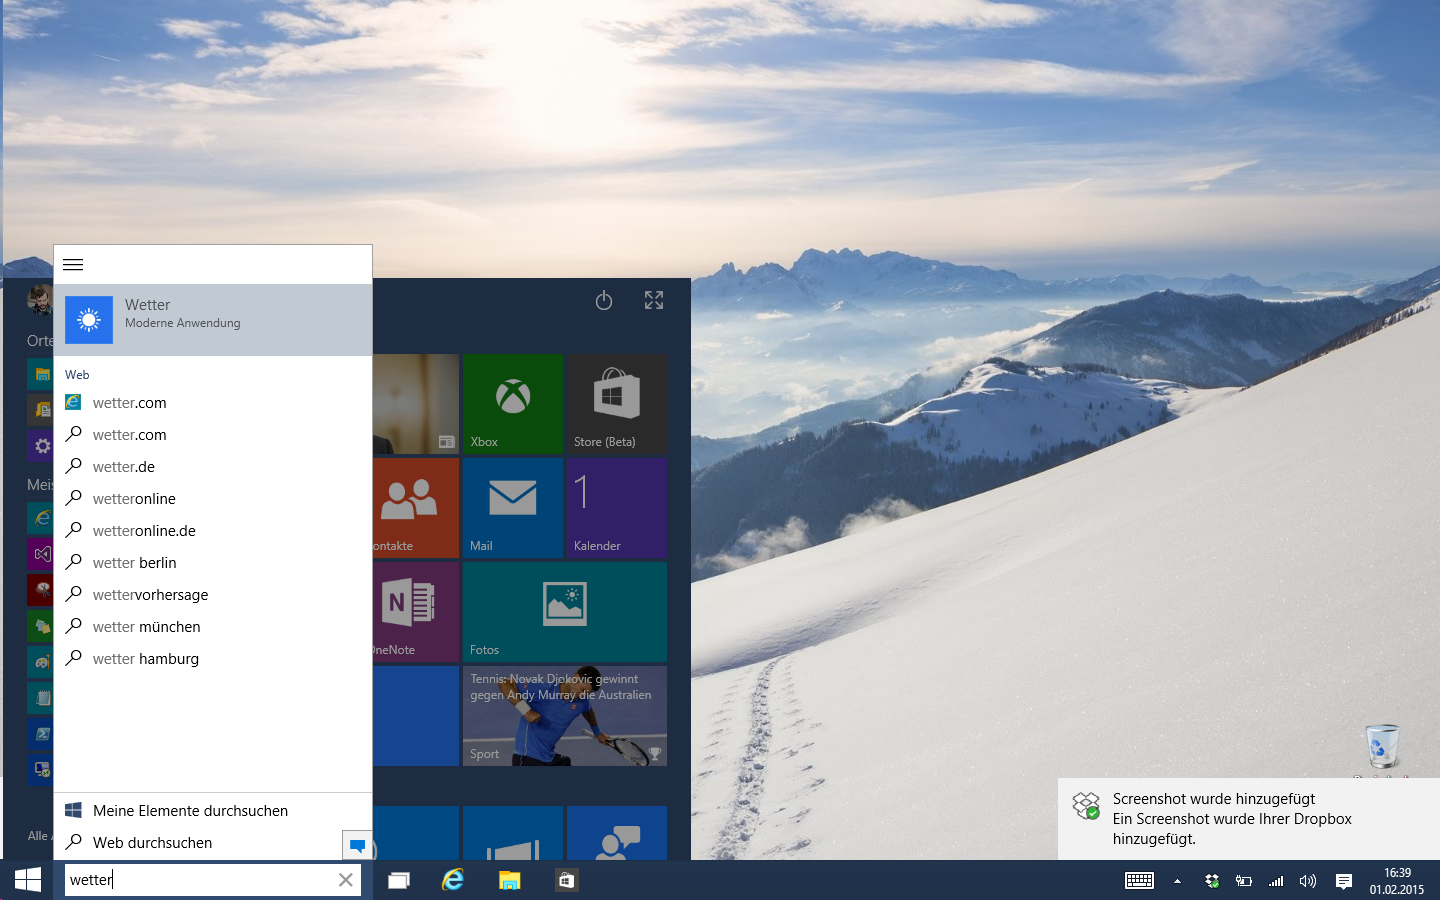 Wetter
Moderne Anwendung
Web
wetter.com
wetter.com
wetter.de
wetteronline
wetteronline.de
wetter berlin
wettervorhersage
wetter münchen
wetter hamburg
Meine Elemente durchsuchen
Web durchsuchen
wetter
Orte
Meis
Alle
Xbox
Store (Beta)
ontakte
Mail
1
Kalender
N
OneNote
Fotos
Tennis: Novak Djokovic gewinnt
gegen Andy Murray die Australien
Sport
Screenshot wurde hinzugefügt
Ein Screenshot wurde Ihrer Dropbox
hinzugefügt.
16:39
01.02.2015